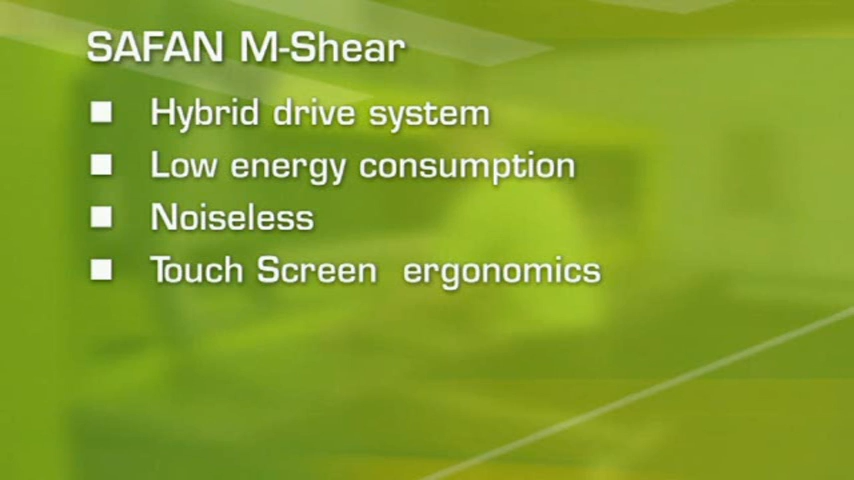 SAFAN M-Shear
Hybrid drive system
Low energy consumption
Noiseless
Touch Screen ergonomics